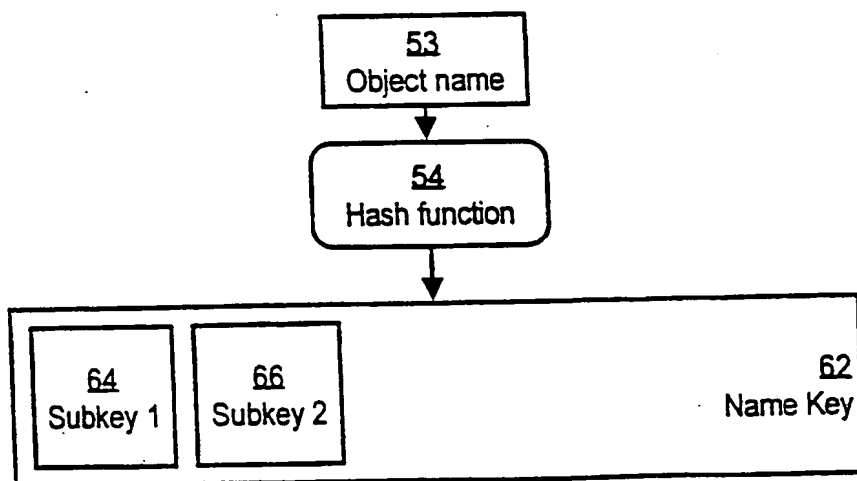 53
Object name
54
Hash function
64
Subkey 1
66
Subkey 2
62
Name Key